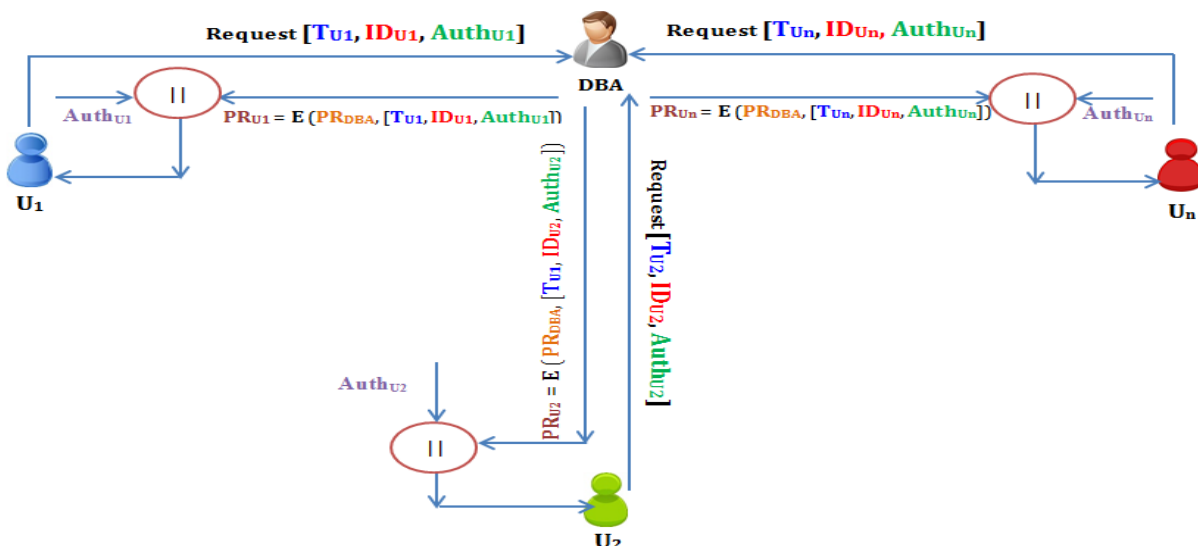 Request [TU1, IDU1, AuthU1]
Request [TUn, IDUn, AuthUn]
DBA
||
||
AuthU1
PRU1 = E (PRDBA, [TU1, IDU1, AuthU1])
PRUn = E (PRDBA, [TUn, IDUn, AuthUn])
AuthUn
U1
Un
PRU2 = E (PRDBA, [TU1, IDU2, AuthU2])
Request [TU2, IDU2, AuthU2]
AuthU2
||
U2